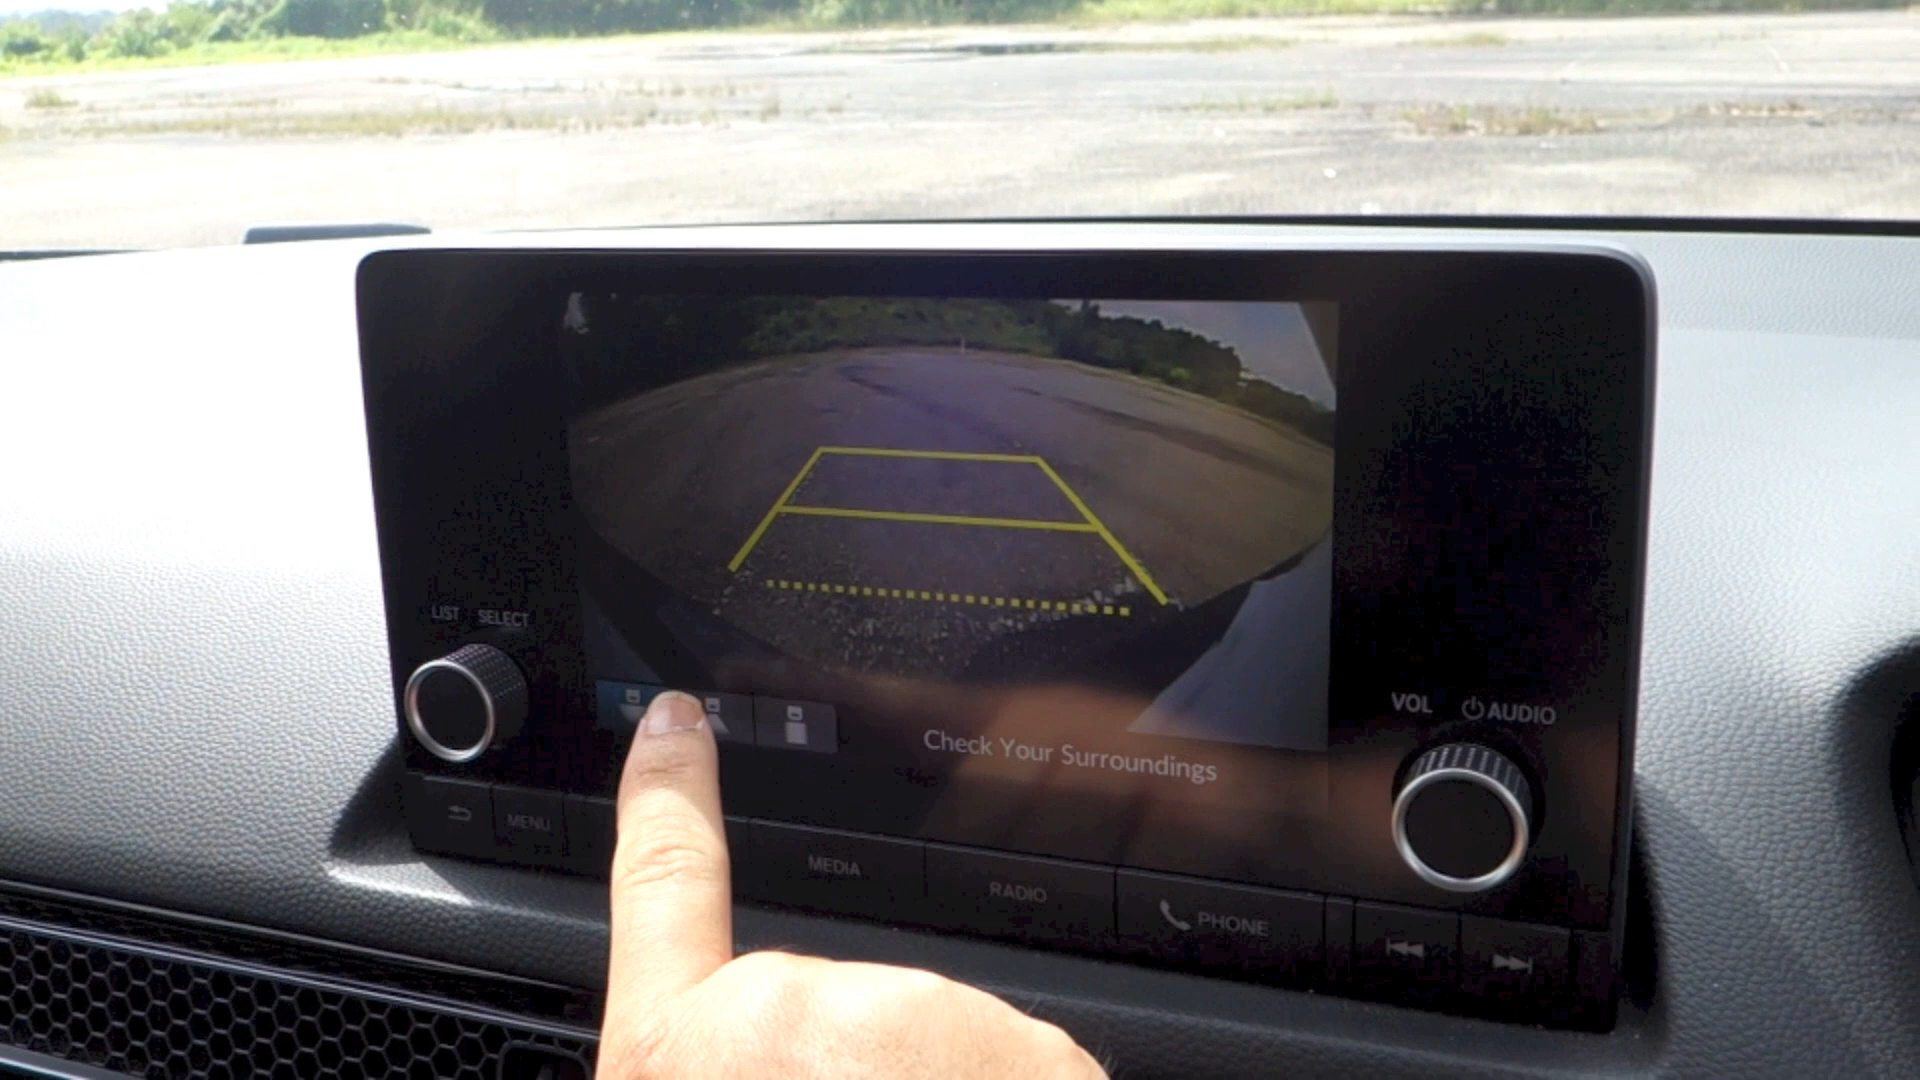 LIST SELECT
VOL AUDIO
Check Your Surroundings
MENU
MEDIA
RADIO
PHONE